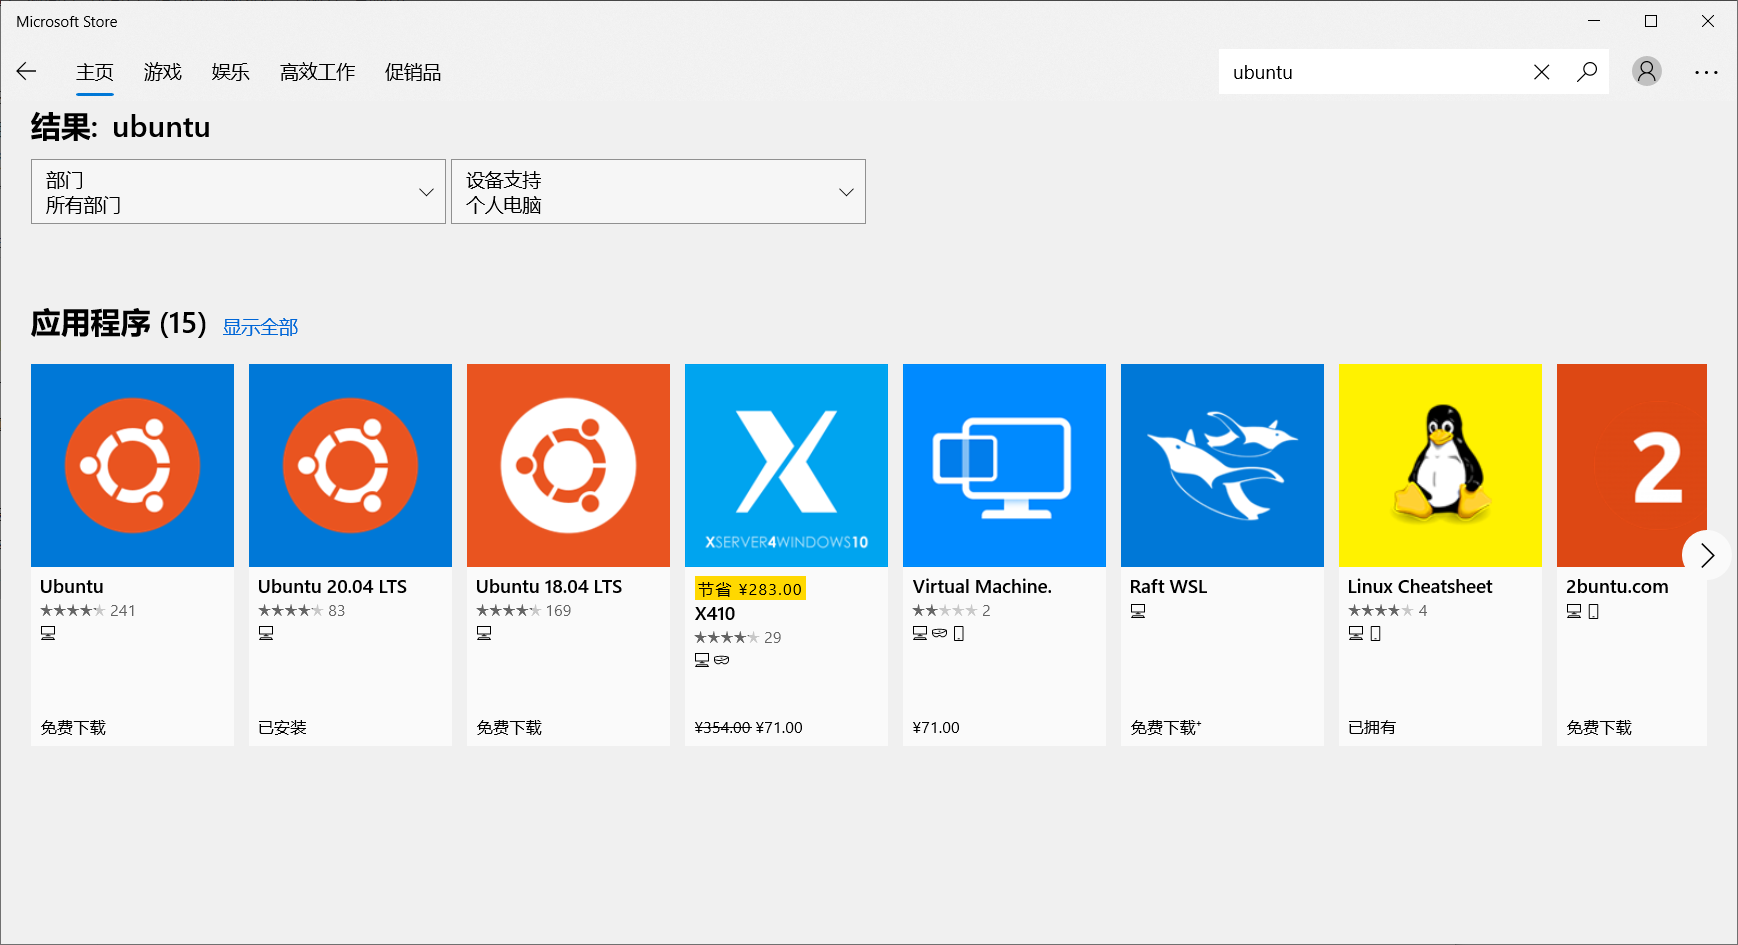 Microsoft Store
主页 游戏 娱乐 高效工作 促销品
ubuntu
结果: ubuntu
部门
所有部门
设备支持
个人电脑
应用程序 (15) 显示全部
Ubuntu
241
免费下载
Ubuntu 20.04 LTS
83
已安装
Ubuntu 18.04 LTS
169
免费下载
X
XSERVER4WINDOWS10
节省 ¥283.00
X410
29
¥354.00 ¥71.00
Virtual Machine.
2
¥71.00
Raft WSL
免费下载+
Linux Cheatsheet
4
已拥有
2
2buntu.com
免费下载